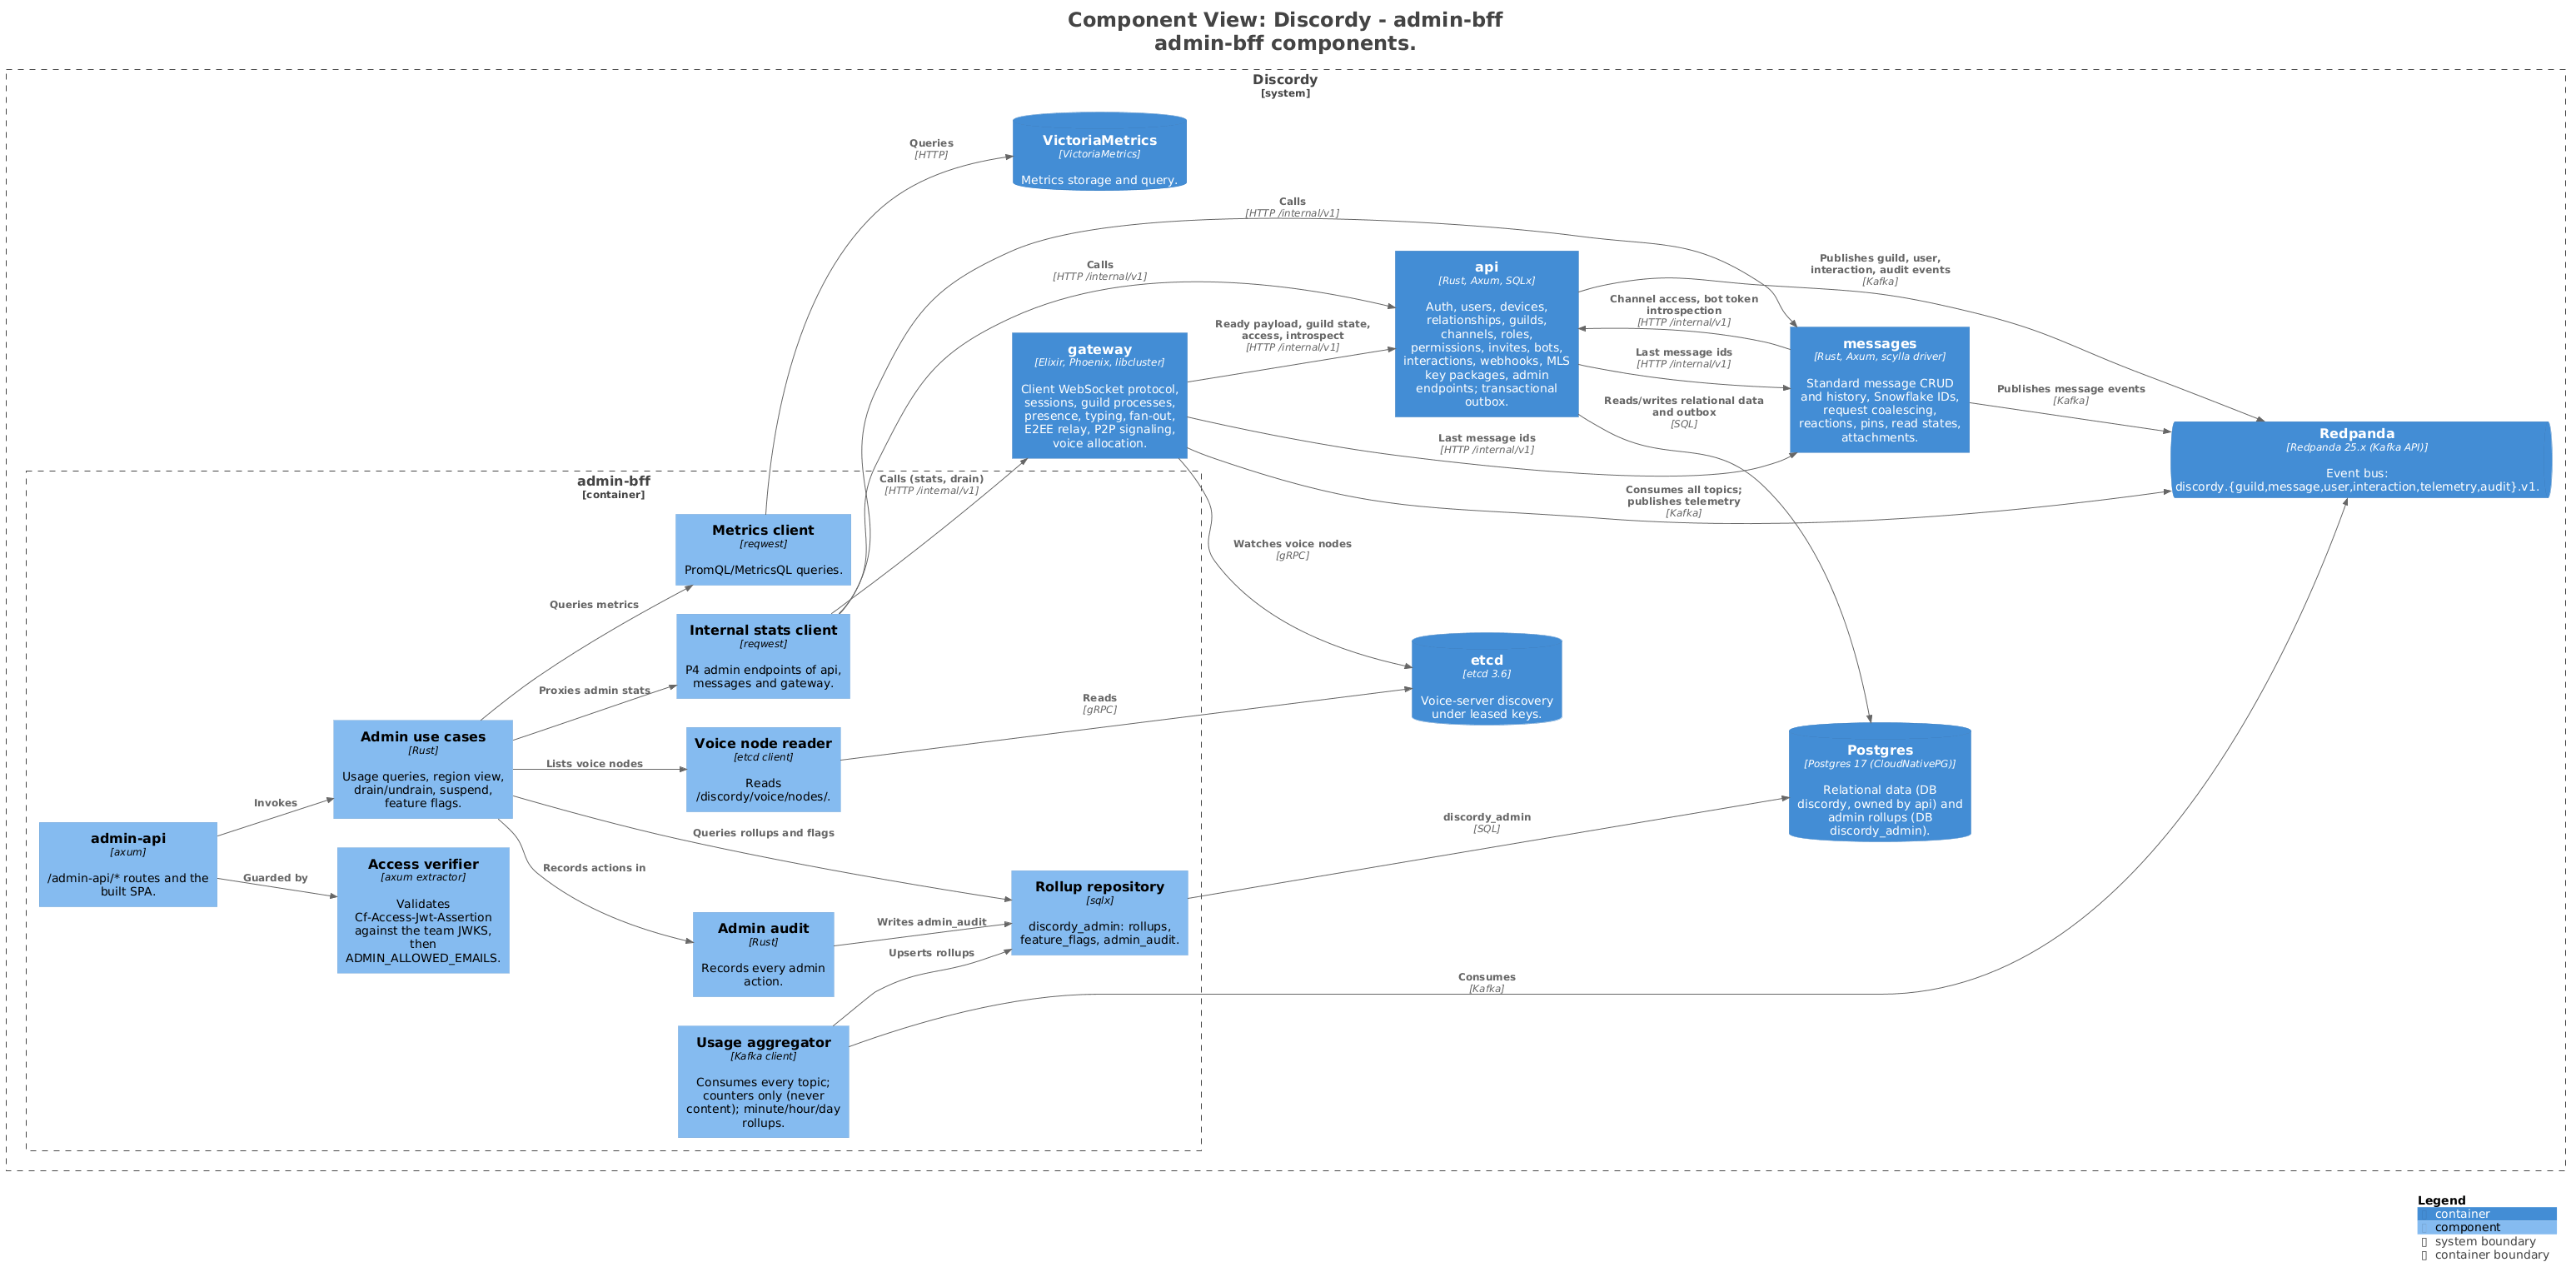 Component View: Discordy - admin-bff
admin-bff components.
Discordy
[system]
VictoriaMetrics
[VictoriaMetrics]
Metrics storage and query.
Queries
[HTTP]
Calls
[HTTP /internal/v1]
Calls
[HTTP /internal/v1]
api
[Rust, Axum, SQLx]
Auth, users, devices,
relationships, guilds,
channels, roles,
permissions, invites, bots,
interactions, webhooks, MLS
key packages, admin
endpoints; transactional
outbox.
Publishes guild, user,
interaction, audit events
[Kafka]
Channel access, bot token
introspection
[HTTP /internal/v1]
Last message ids
[HTTP /internal/v1]
Reads/writes relational data
and outbox
[SQL]
messages
[Rust, Axum, scylla driver]
Standard message CRUD
and history, Snowflake IDs,
request coalescing,
reactions, pins, read states,
attachments.
Publishes message events
[Kafka]
Redpanda
[Redpanda 25.x (Kafka API)]
Event bus:
discordy.{guild,message,user,interaction,telemetry,audit}.v1.
gateway
[Elixir, Phoenix, libcluster]
Client WebSocket protocol,
sessions, guild processes,
presence, typing, fan-out,
E2EE relay, P2P signaling,
voice allocation.
Ready payload, guild state,
access, introspect
[HTTP /internal/v1]
Last message ids
[HTTP /internal/v1]
Consumes all topics;
publishes telemetry
[Kafka]
Watches voice nodes
[gRPC]
Calls (stats, drain)
[HTTP /internal/v1]
admin-bff
[container]
Metrics client
[reqwest]
PromQL/MetricsQL queries.
Queries metrics
Internal stats client
[reqwest]
P4 admin endpoints of api,
messages and gateway.
Proxies admin stats
Reads
[gRPC]
etcd
[etcd 3.6]
Voice-server discovery
under leased keys.
Admin use cases
[Rust]
Usage queries, region view,
drain/undrain, suspend,
feature flags.
Lists voice nodes
Voice node reader
[etcd client]
Reads
/discordy/voice/nodes/.
Postgres
[Postgres 17 (CloudNativePG)]
Relational data (DB
discordy, owned by api) and
admin rollups (DB
discordy_admin).
Invokes
admin-api
[axum]
/admin-api/* routes and the
built SPA.
Guarded by
Access verifier
[axum extractor]
Validates
Cf-Access-Jwt-Assertion
against the team JWKS,
then
ADMIN_ALLOWED_EMAILS.
Queries rollups and flags
Records actions in
discordy_admin
[SQL]
Rollup repository
[sqlx]
discordy_admin: rollups,
feature_flags, admin_audit.
Admin audit
[Rust]
Records every admin
action.
Writes admin_audit
Upserts rollups
Consumes
[Kafka]
Usage aggregator
[Kafka client]
Consumes every topic;
counters only (never
content); minute/hour/day
rollups.
Legend
container
component
system boundary
container boundary